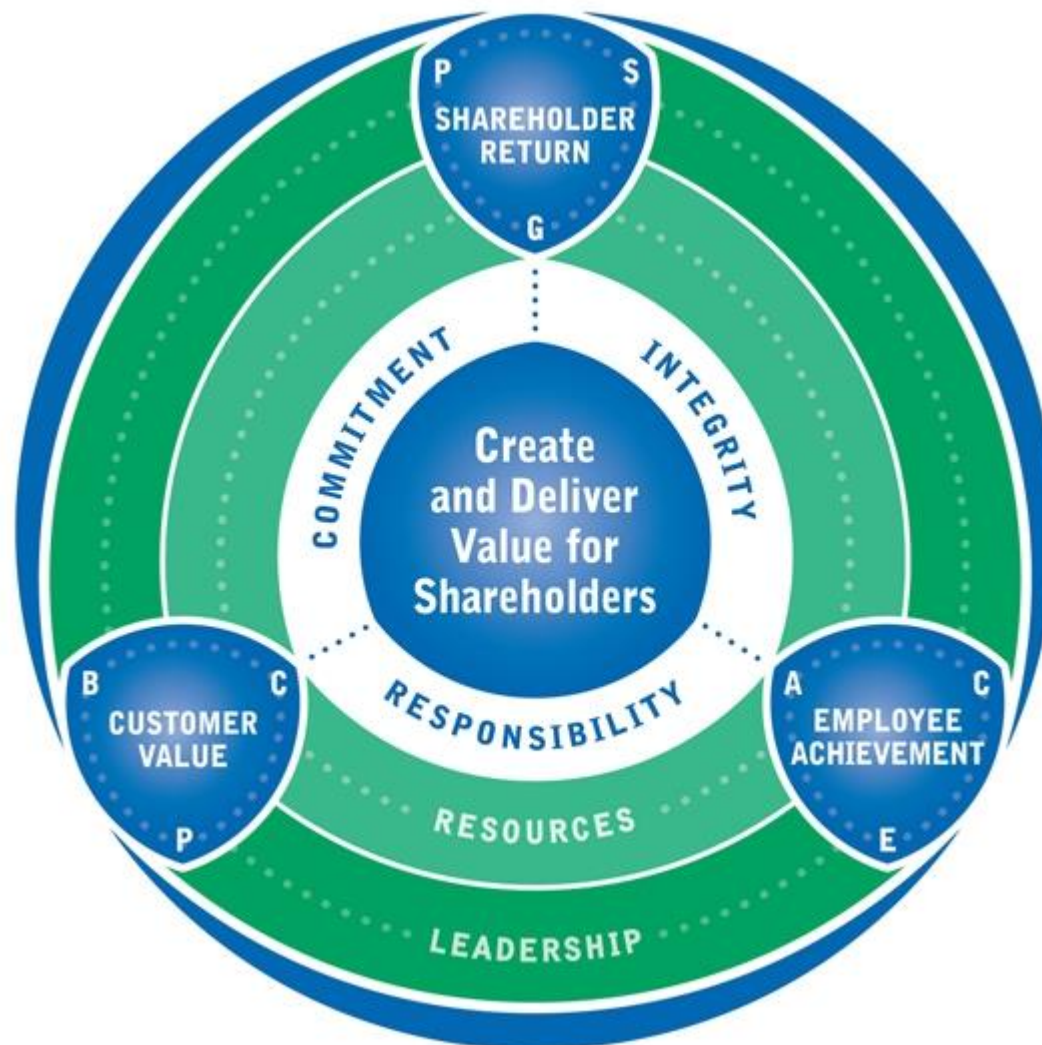 P S
SHAREHOLDER
RETURN
G
COMMITMENT
INTEGRITY
Create
and Deliver
Value for
Shareholders
RESPONSIBILITY
B C
CUSTOMER
VALUE
P
A C
EMPLOYEE
ACHIEVEMENT
E
RESOURCES
LEADERSHIP